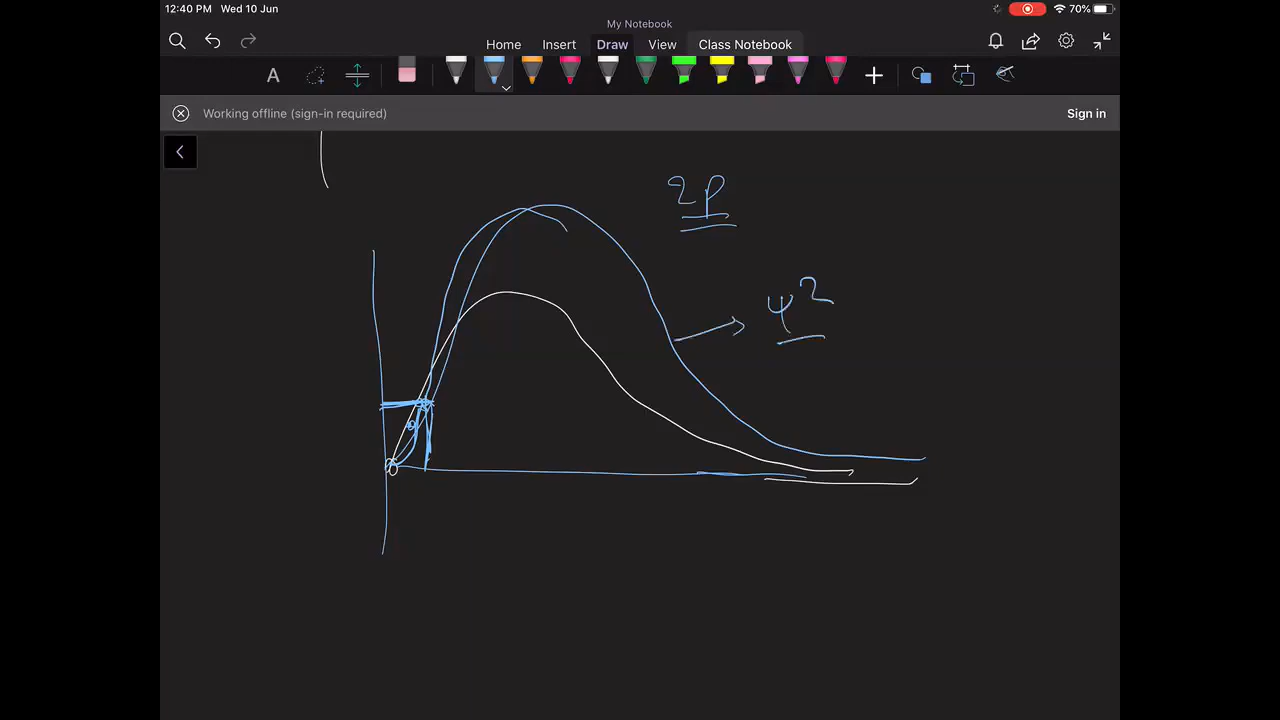 12:40 PM Wed 10 Jun
70%
My Notebook
Home Insert Draw View Class Notebook
A
Working offline (sign-in required)
Sign in
2p
ψ²